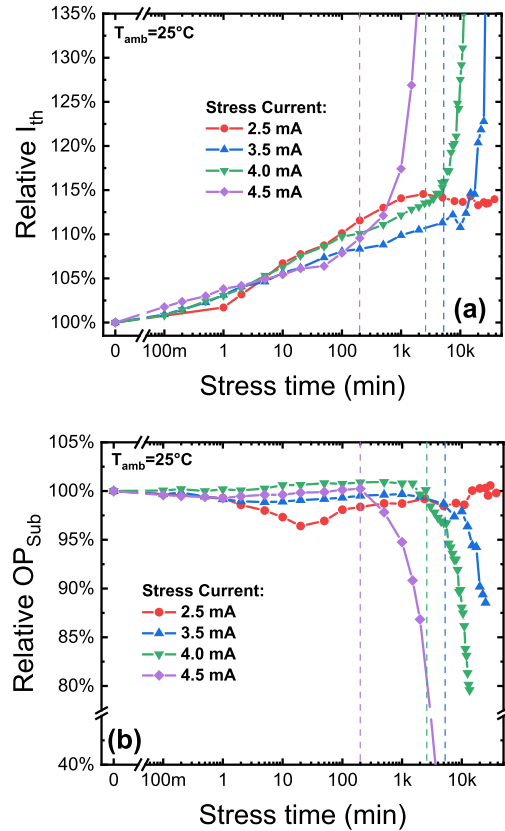 135%
130%
125%
120%
115%
110%
105%
100%
Relative I_th
T_amb=25°C
Stress Current:
2.5 mA
3.5 mA
4.0 mA
4.5 mA
(a)
0 100m 1 10 100 1k 10k
Stress time (min)
105%
100%
95%
90%
85%
80%
40%
Relative OP_Sub
T_amb=25°C
Stress Current:
2.5 mA
3.5 mA
4.0 mA
4.5 mA
(b)
0 100m 1 10 100 1k 10k
Stress time (min)